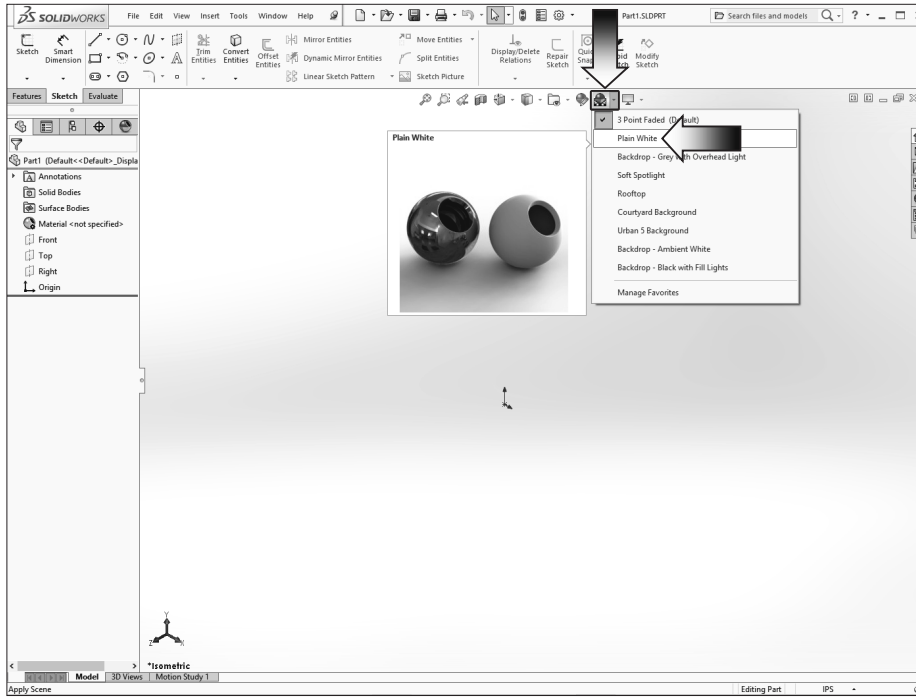 SOLIDWORKS File Edit View Insert Tools Window Help Part1.SLDPRT Search files and models ?
Sketch Smart Dimension Trim Entities Convert Entities Offset Entities Mirror Entities Move Entities Display/Delete Relations Repair Sketch Modify Sketch
Dynamic Mirror Entities Split Entities
Linear Sketch Pattern Sketch Picture
Features Sketch Evaluate
Part1 (Default<<Default>_Displa
Annotations
Solid Bodies
Surface Bodies
Material <not specified>
Front
Top
Right
Origin
Plain White
3 Point Faded
Plain White
Backdrop - Grey with Overhead Light
Soft Spotlight
Rooftop
Courtyard Background
Urban 5 Background
Backdrop - Ambient White
Backdrop - Black with Fill Lights
Manage Favorites
Y
Z X
*Isometric
Model 3D Views Motion Study 1
Apply Scene Editing Part IPS